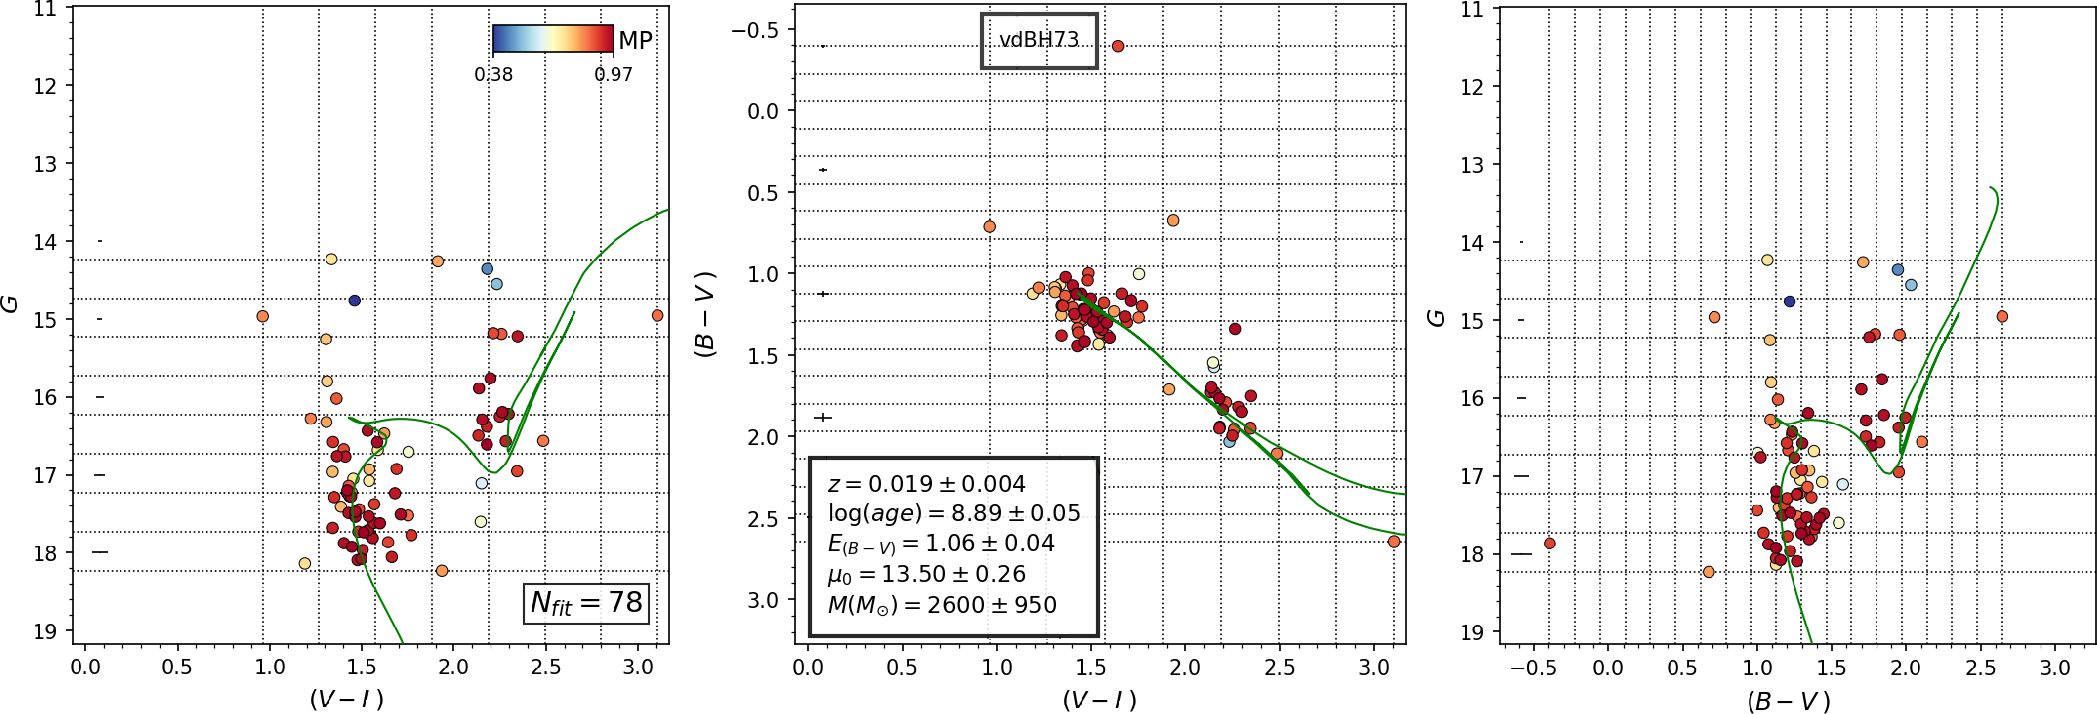 11
12
13
14
15
16
17
18
19
G
0.0 0.5 1.0 1.5 2.0 2.5 3.0
(V − I )
MP
0.38 0.97
N_fit = 78
−0.5
0.0
0.5
1.0
1.5
2.0
2.5
3.0
(B − V )
vdBH73
z = 0.019 ± 0.004
log(age) = 8.89 ± 0.05
E_(B−V) = 1.06 ± 0.04
μ₀ = 13.50 ± 0.26
M(M_⊙) = 2600 ± 950
0.0 0.5 1.0 1.5 2.0 2.5 3.0
(V − I )
11
12
13
14
15
16
17
18
19
G
−0.5 0.0 0.5 1.0 1.5 2.0 2.5 3.0
(B − V )